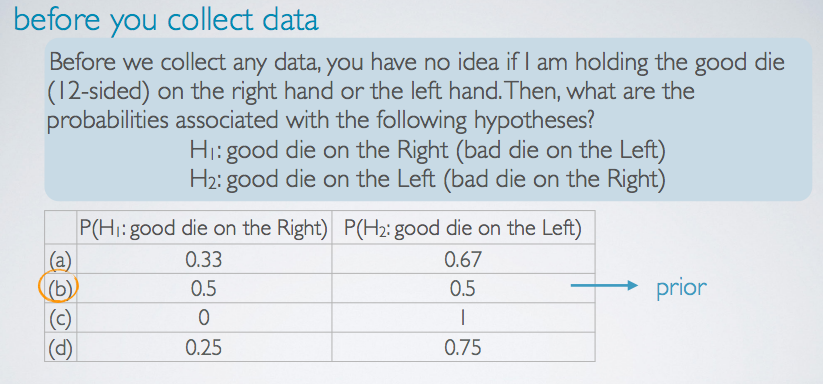 before you collect data
Before we collect any data, you have no idea if I am holding the good die
(12-sided) on the right hand or the left hand. Then, what are the
probabilities associated with the following hypotheses?
H₁: good die on the Right (bad die on the Left)
H₂: good die on the Left (bad die on the Right)
P(H₁: good die on the Right) P(H₂: good die on the Left)
(a) 0.33 0.67
(b) 0.5 0.5 prior
(c) 0 1
(d) 0.25 0.75